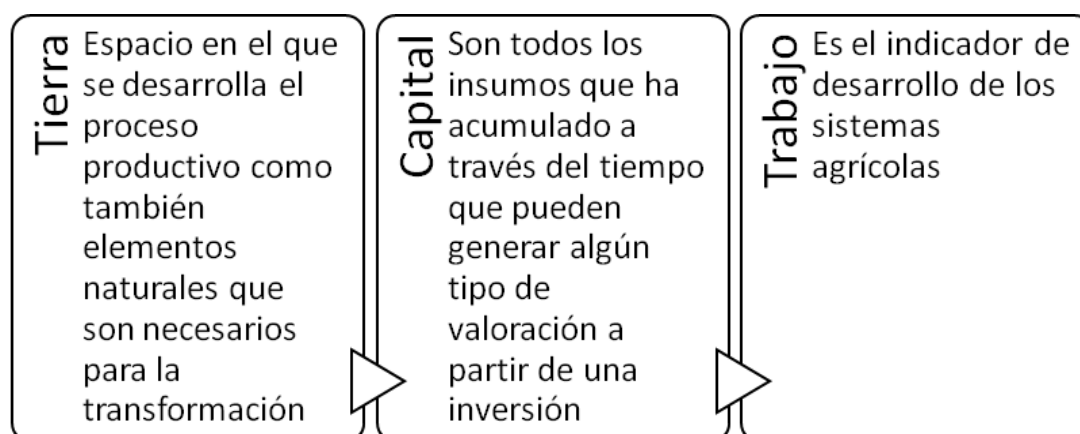 Tierra
Espacio en el que
se desarrolla el
proceso
productivo como
también
elementos
naturales que
son necesarios
para la
transformación
Capital
Son todos los
insumos que ha
acumulado a
través del tiempo
que pueden
generar algún
tipo de
valoración a
partir de una
inversión
Trabajo
Es el indicador de
desarrollo de los
sistemas
agrícolas